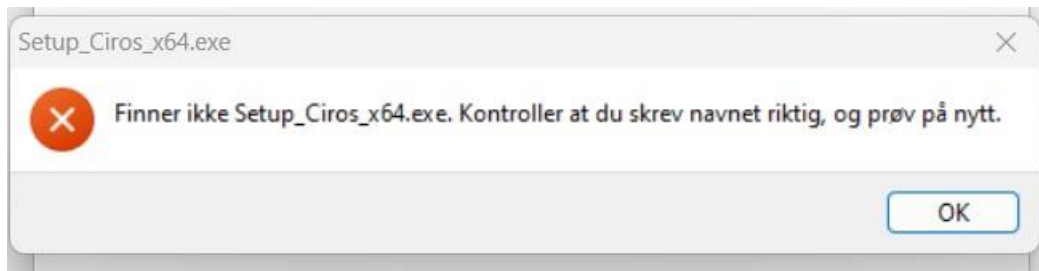 Setup_Ciros_x64.exe
Finner ikke Setup_Ciros_x64.exe. Kontroller at du skrev navnet riktig, og prøv på nytt.
OK